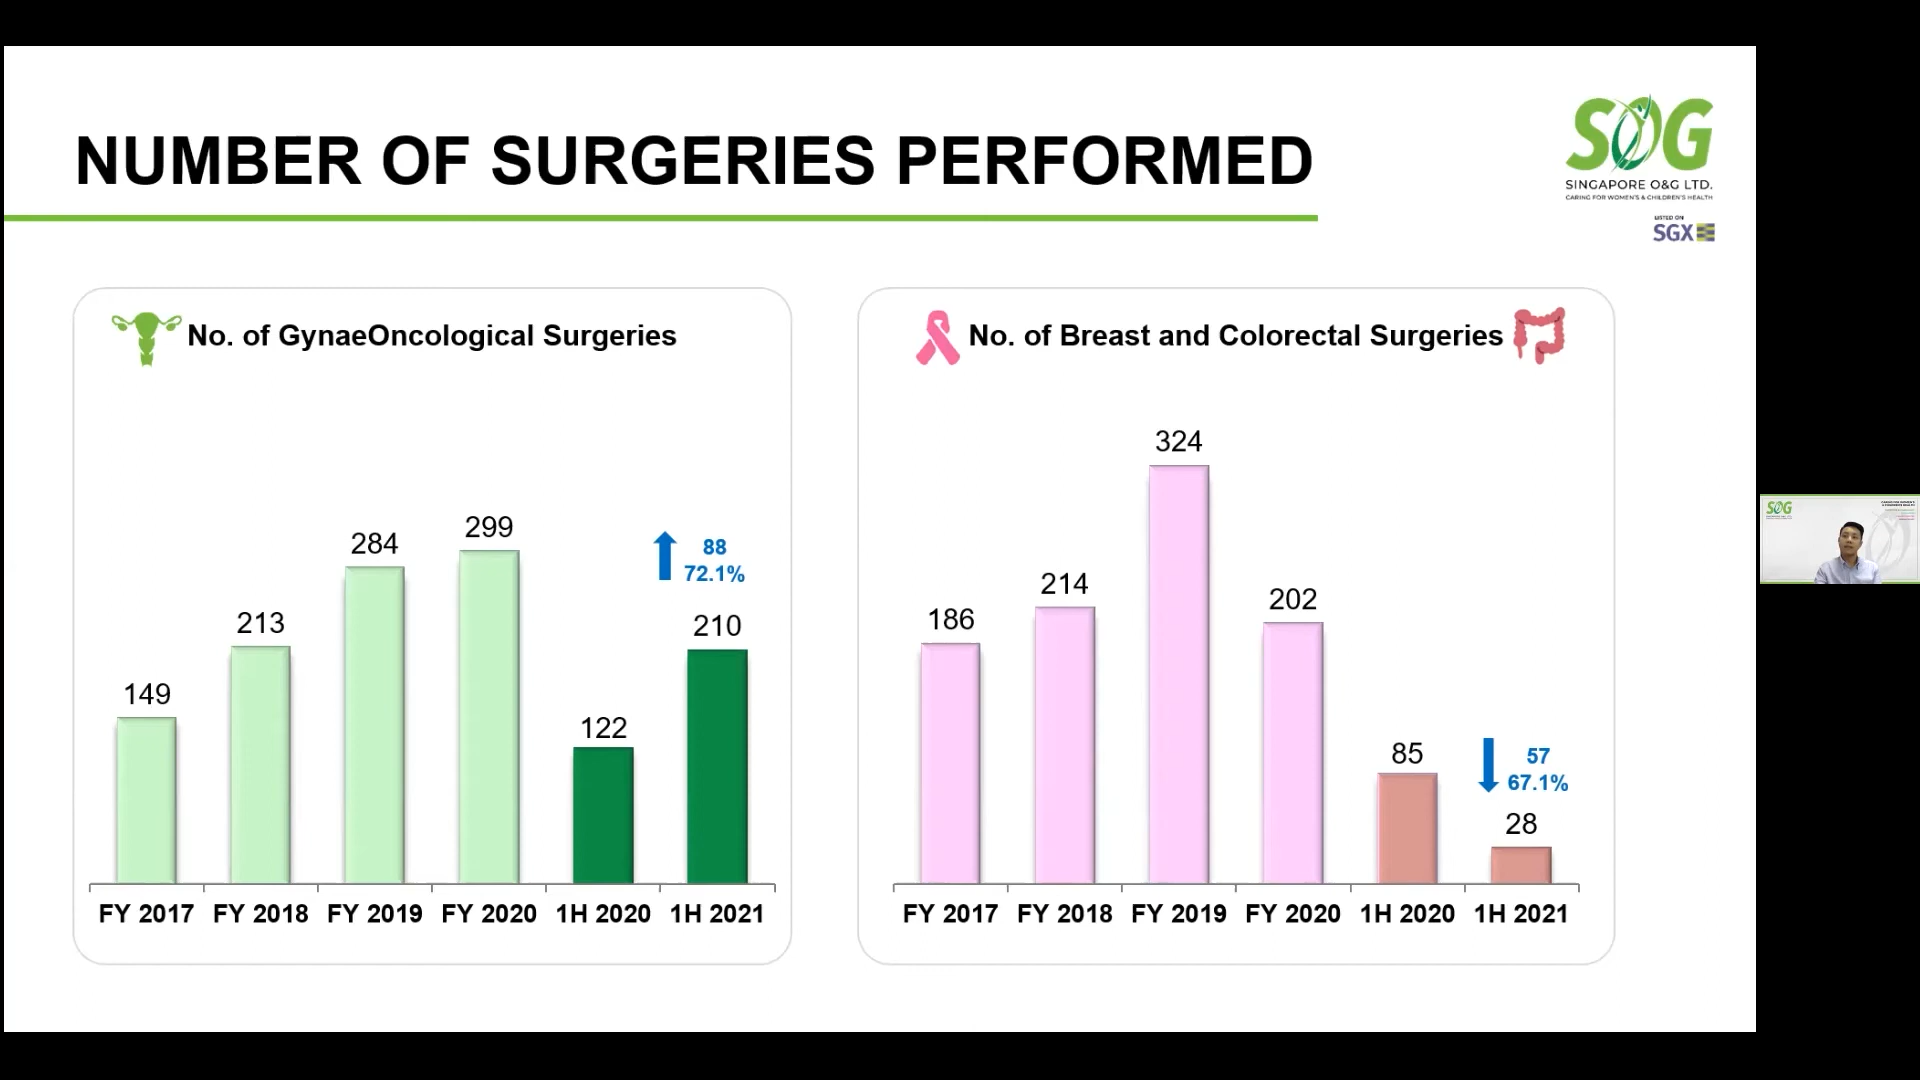 NUMBER OF SURGERIES PERFORMED
SOG
SINGAPORE O&G LTD.
CARING FOR WOMEN'S & CHILDREN'S HEALTH
LISTED ON
SGX
No. of GynaeOncological Surgeries
149
213
284
299
122
88
72.1%
210
FY 2017 FY 2018 FY 2019 FY 2020 1H 2020 1H 2021
No. of Breast and Colorectal Surgeries
186
214
324
202
85
57
67.1%
28
FY 2017 FY 2018 FY 2019 FY 2020 1H 2020 1H 2021
SOG